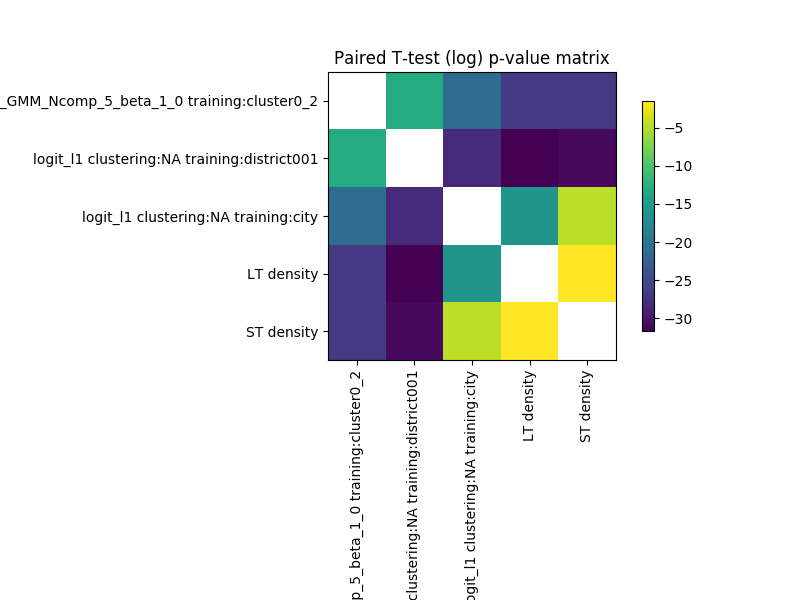 Paired T-test (log) p-value matrix
_GMM_Ncomp_5_beta_1_0 training:cluster0_2
logit_l1 clustering:NA training:district001
logit_l1 clustering:NA training:city
LT density
ST density
−5
−10
−15
−20
−25
−30
p_5_beta_1_0 training:cluster0_2
clustering:NA training:district001
ogit_l1 clustering:NA training:city
LT density
ST density